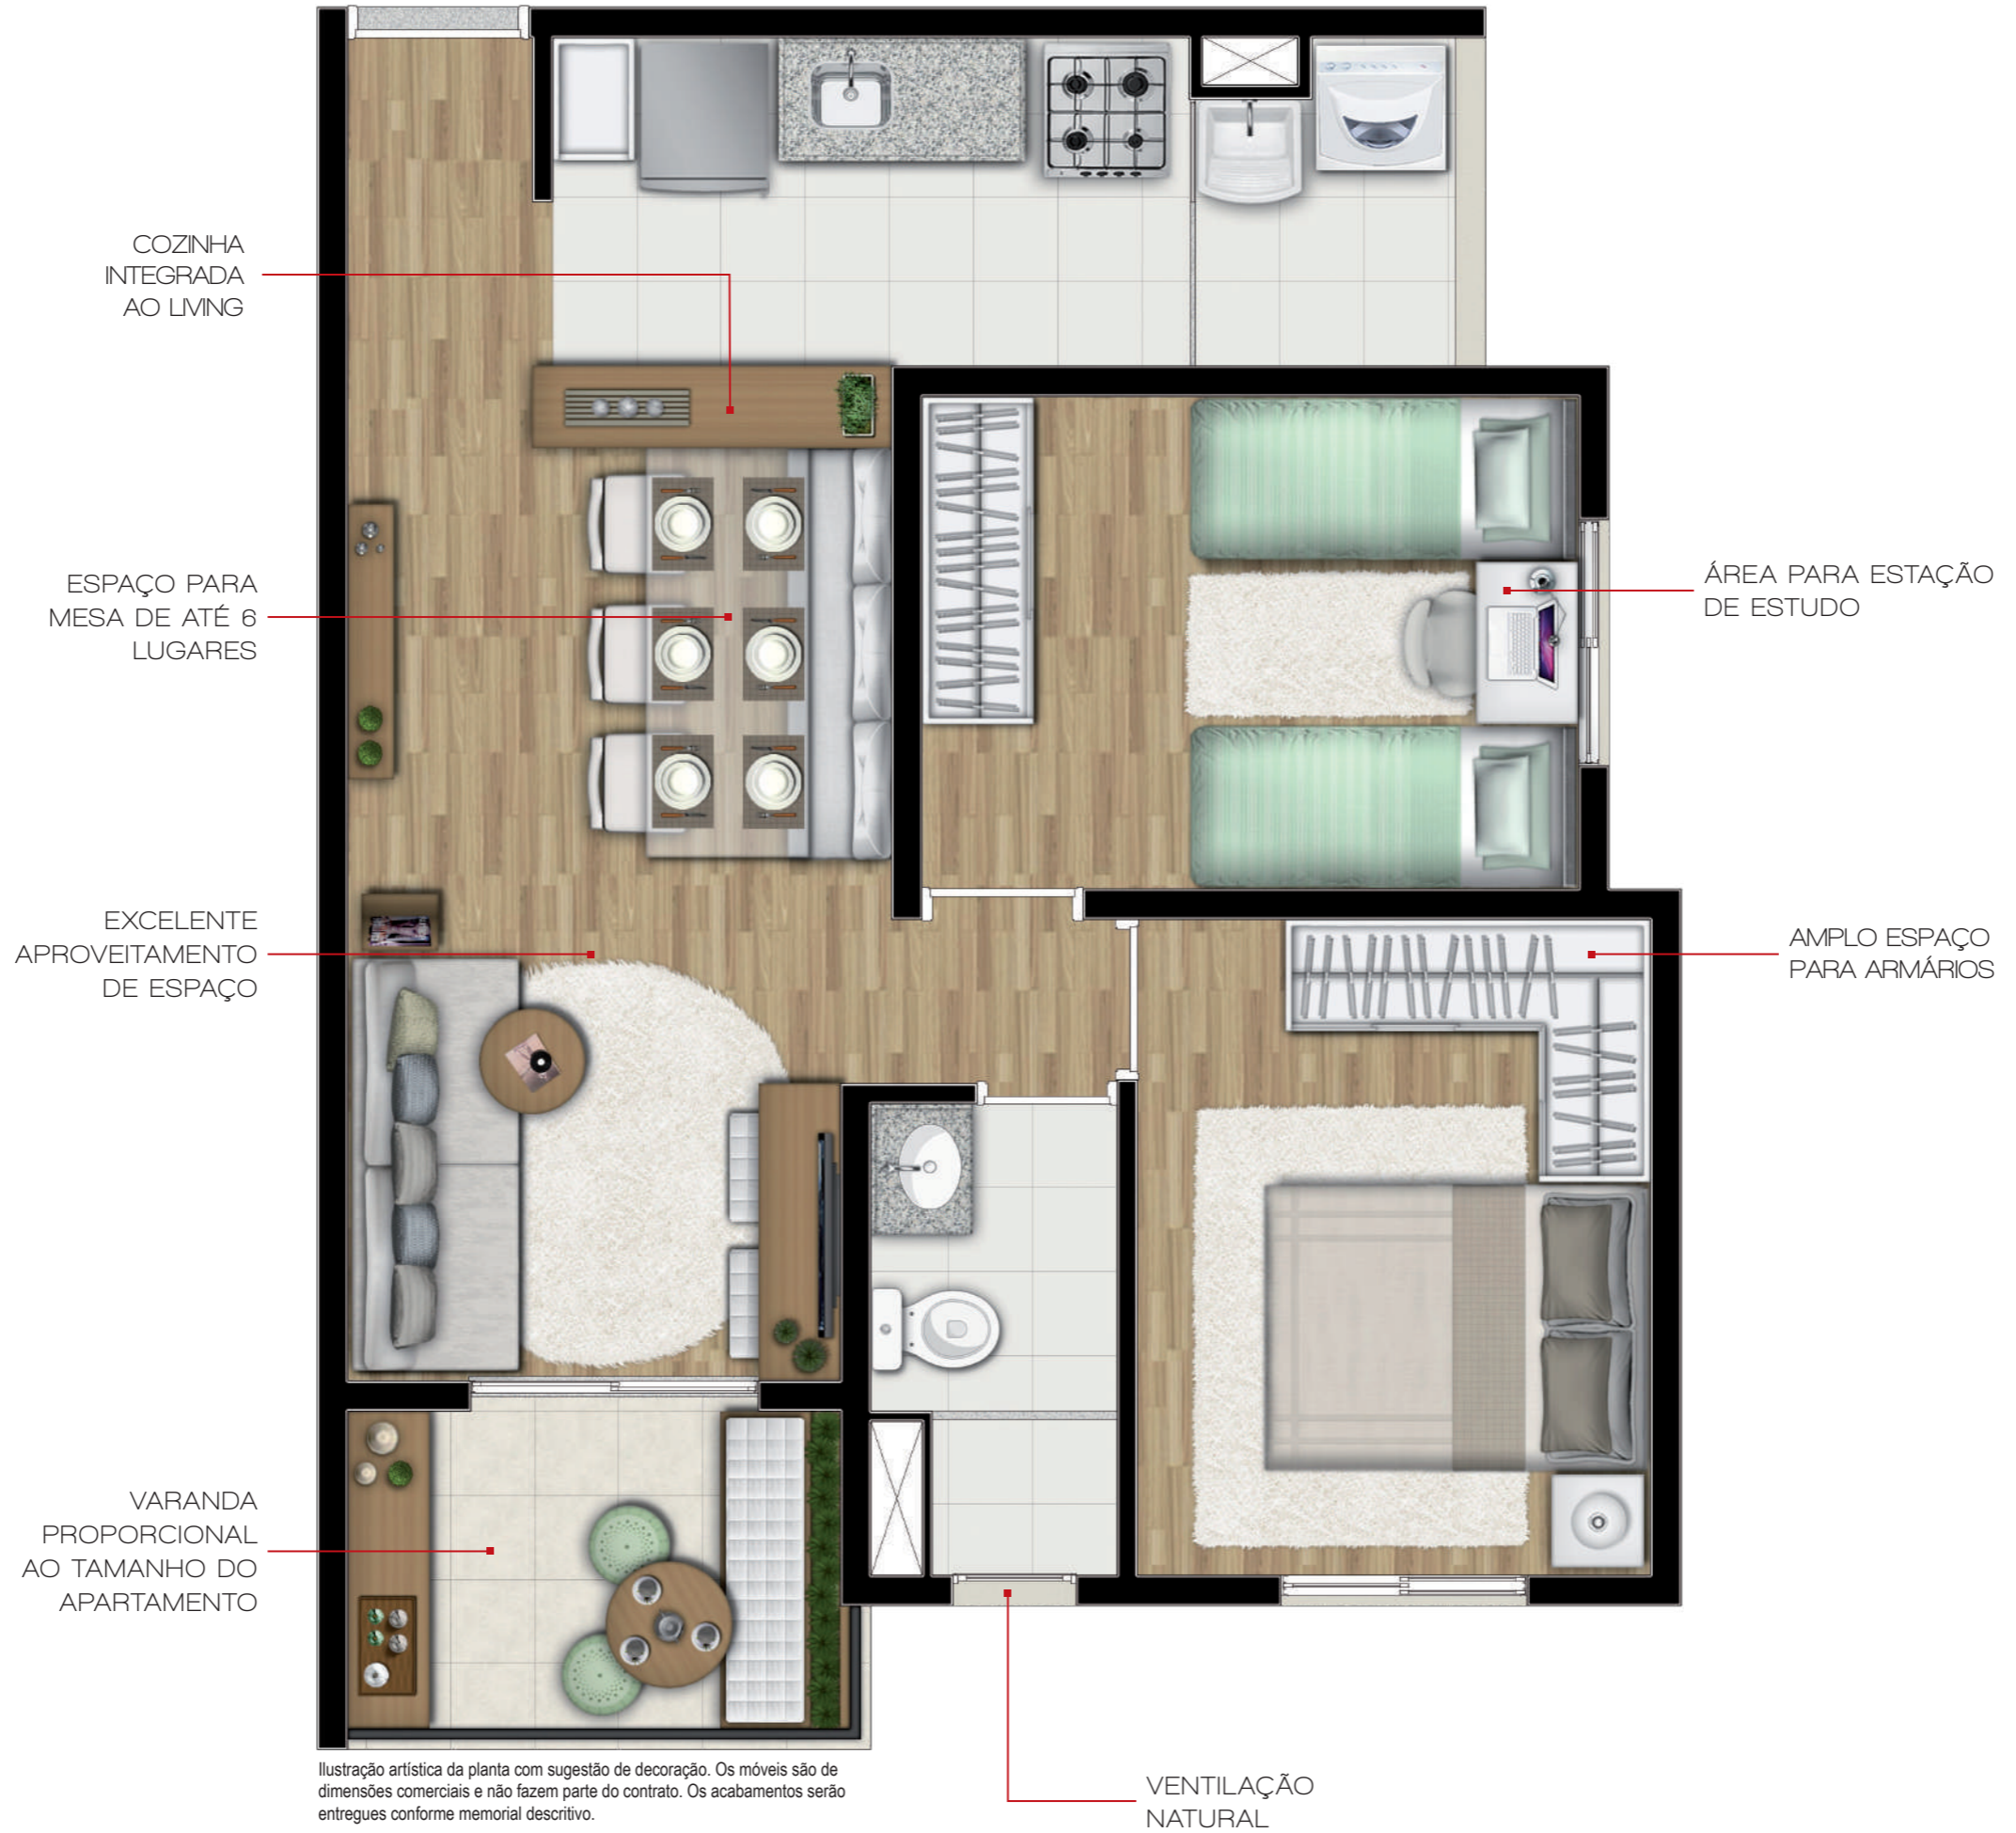 COZINHA
INTEGRADA
AO LIVING
ESPAÇO PARA
MESA DE ATÉ 6
LUGARES
ÁREA PARA ESTAÇÃO
DE ESTUDO
EXCELENTE
APROVEITAMENTO
DE ESPAÇO
AMPLO ESPAÇO
PARA ARMÁRIOS
VARANDA
PROPORCIONAL
AO TAMANHO DO
APARTAMENTO
Ilustração artística da planta com sugestão de decoração. Os móveis são de
dimensões comerciais e não fazem parte do contrato. Os acabamentos serão
entregues conforme memorial descritivo.
VENTILAÇÃO
NATURAL